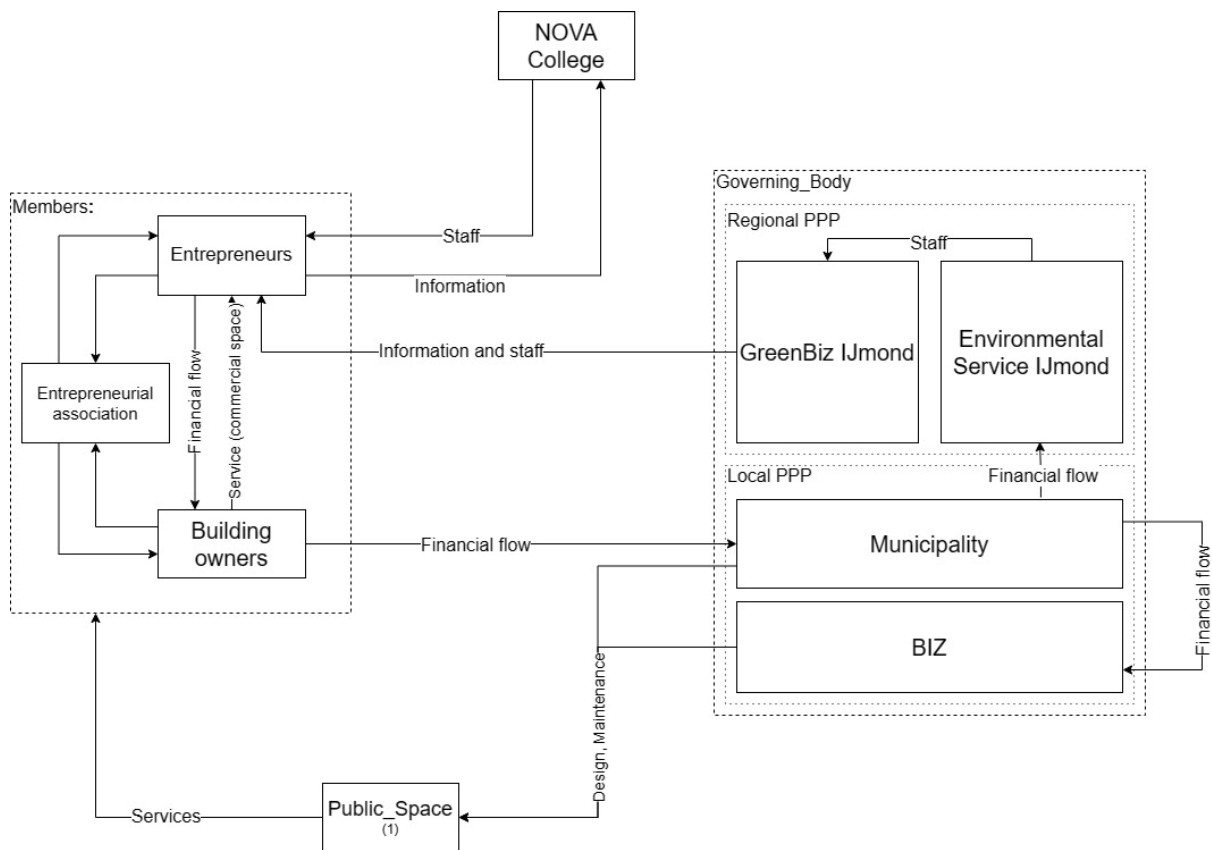 NOVA
College
Governing_Body
Members:
Regional PPP
Entrepreneurs
Staff
Staff
Information
GreenBiz IJmond
Environmental
Service IJmond
Information and staff
Financial flow
Service (commercial space)
Entrepreneurial
association
Local PPP
Financial flow
Building
owners
Financial flow
Municipality
Financial flow
BIZ
Design, Maintenance
Services
Public_Space
(1)